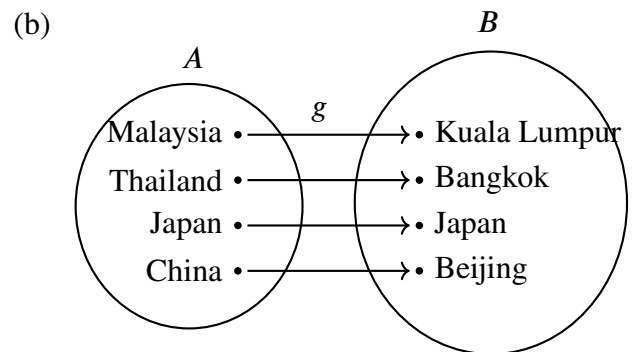 (b)
A B
g
Malaysia Kuala Lumpur
Thailand Bangkok
Japan Japan
China Beijing